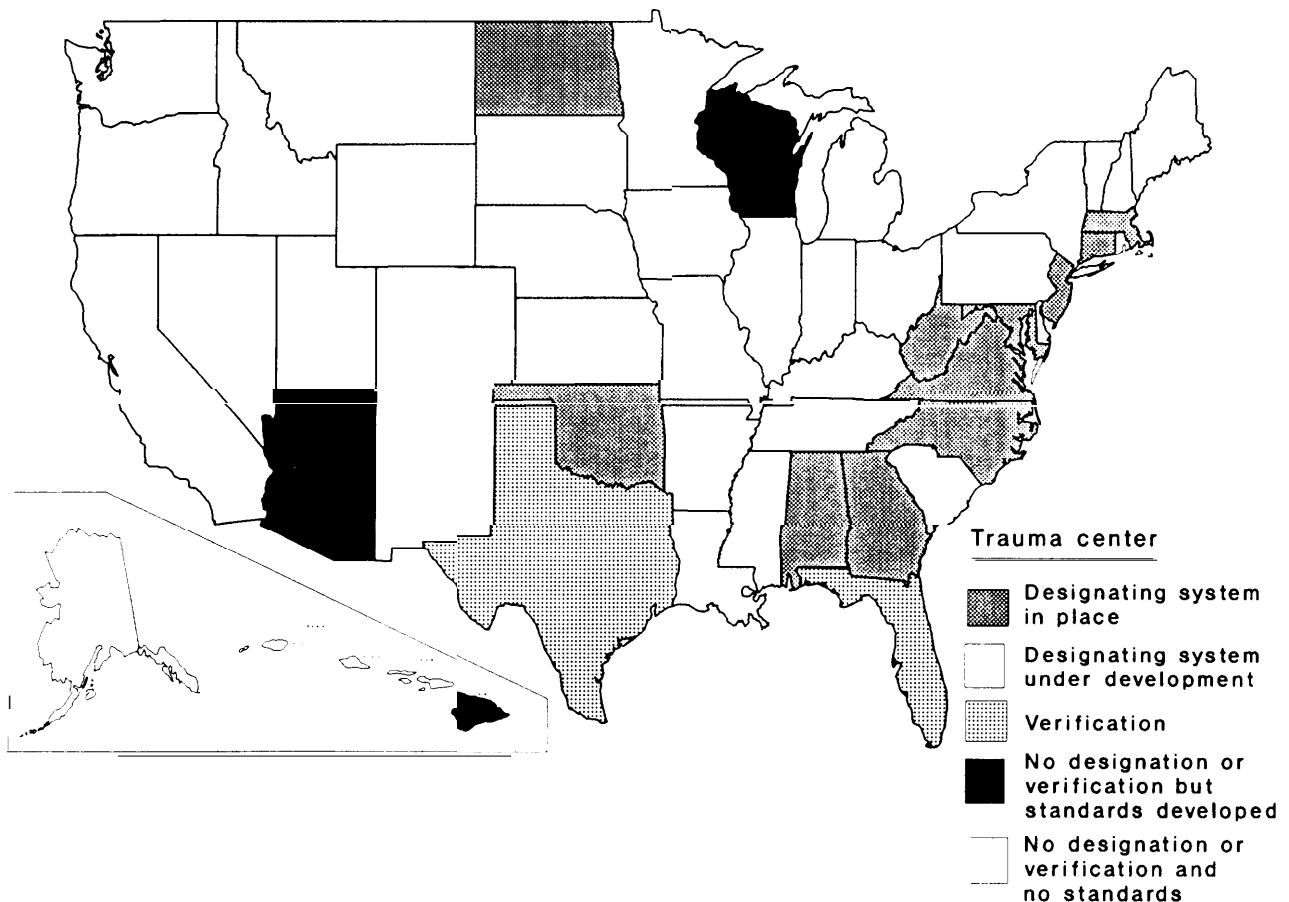 Trauma center
Designating system
in place
Designating system
under development
Verification
No designation or
verification but
standards developed
No designation or
verification and
no standards